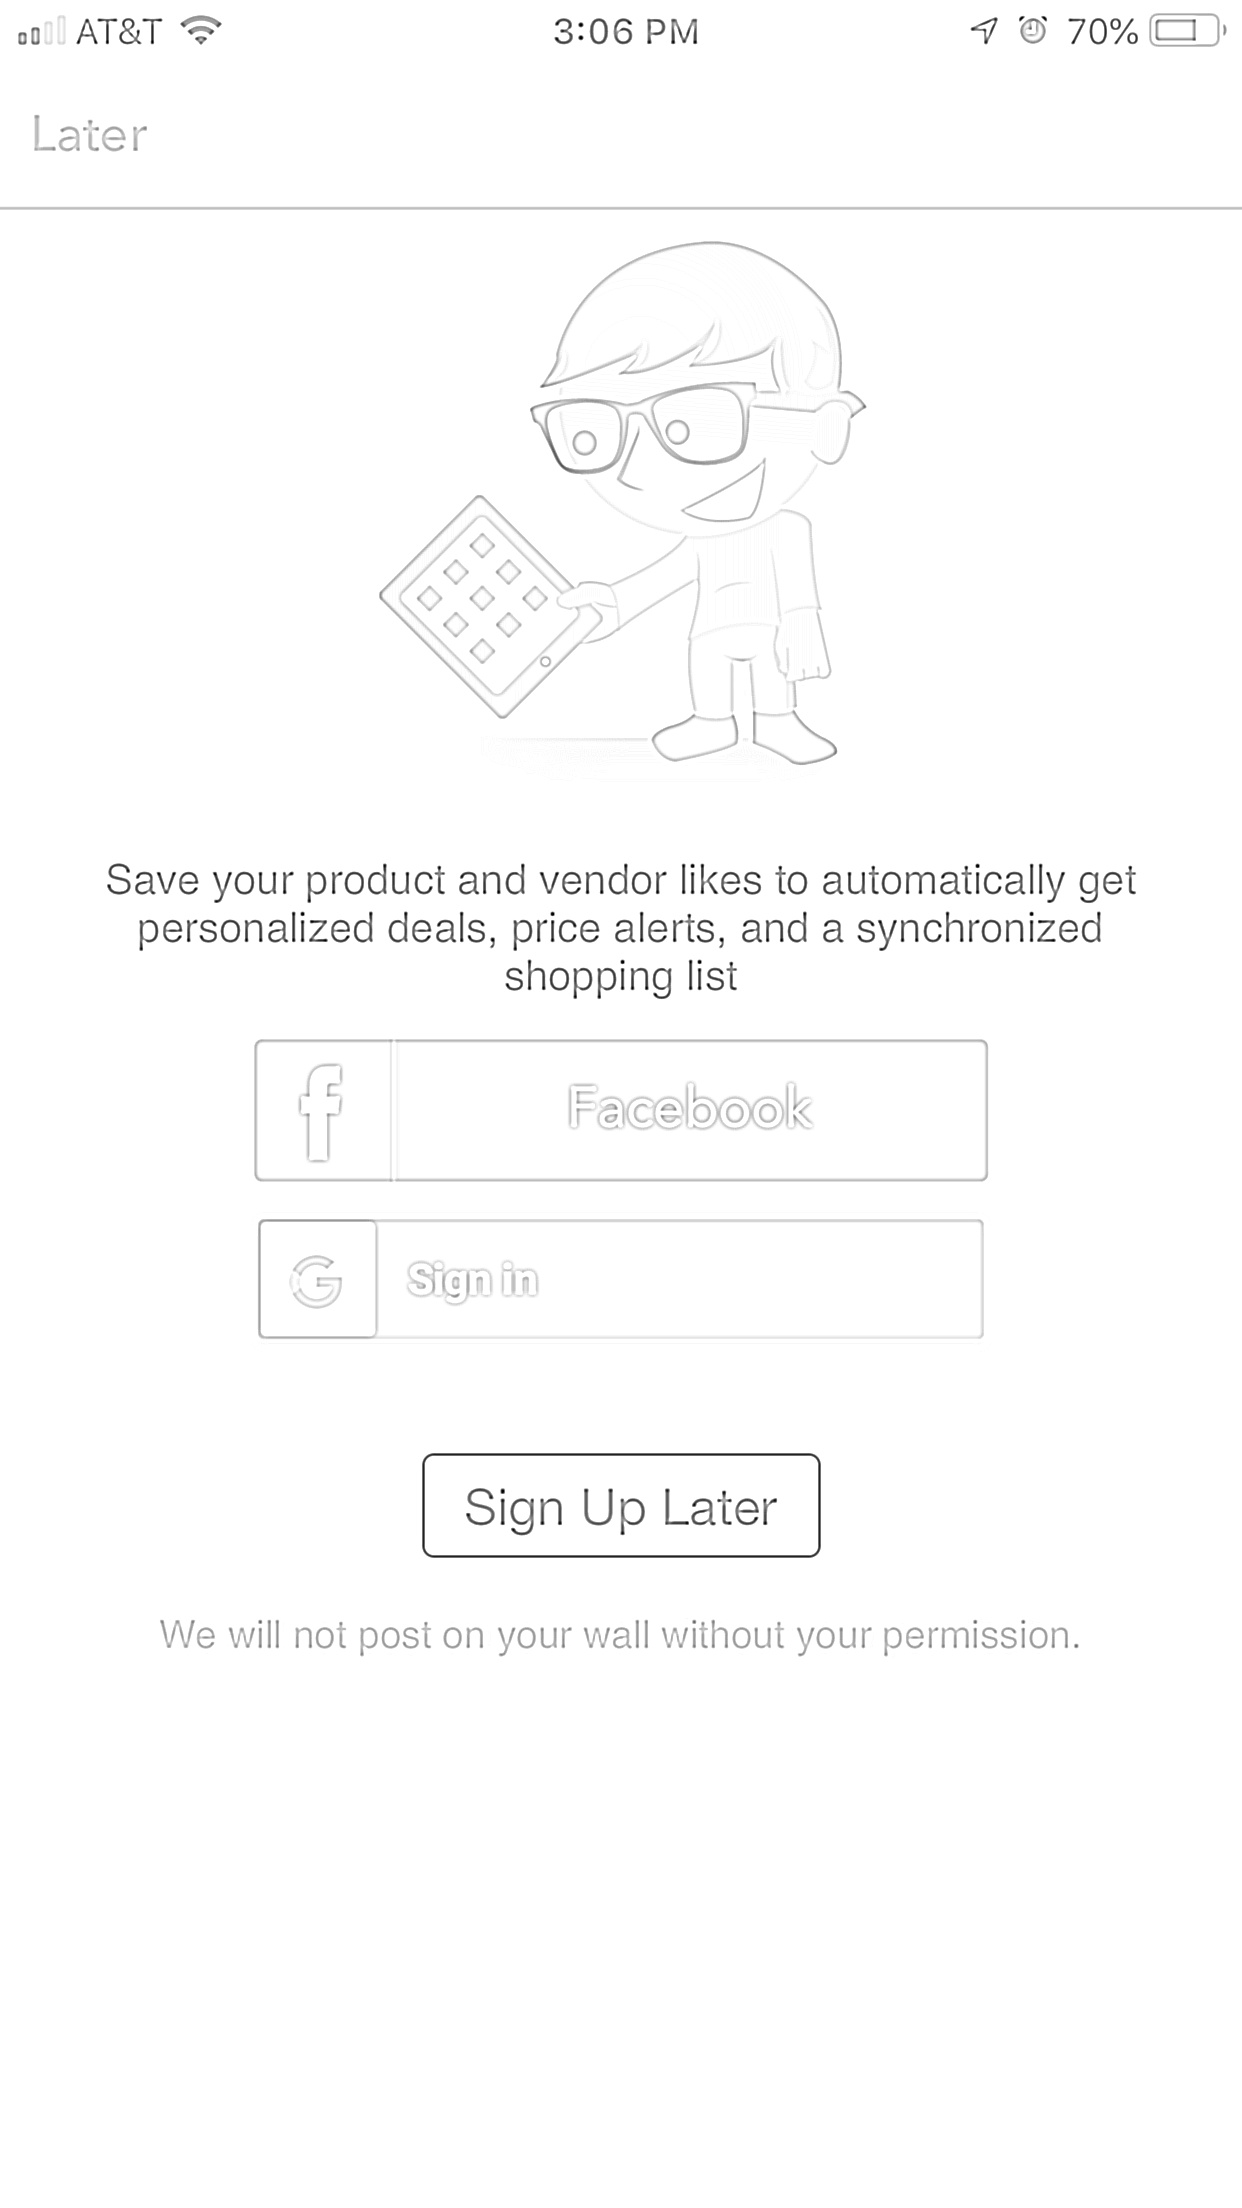 AT&T 3:06 PM 70%
Later
Save your product and vendor likes to automatically get
personalized deals, price alerts, and a synchronized
shopping list
f Facebook
G Sign in
Sign Up Later
We will not post on your wall without your permission.